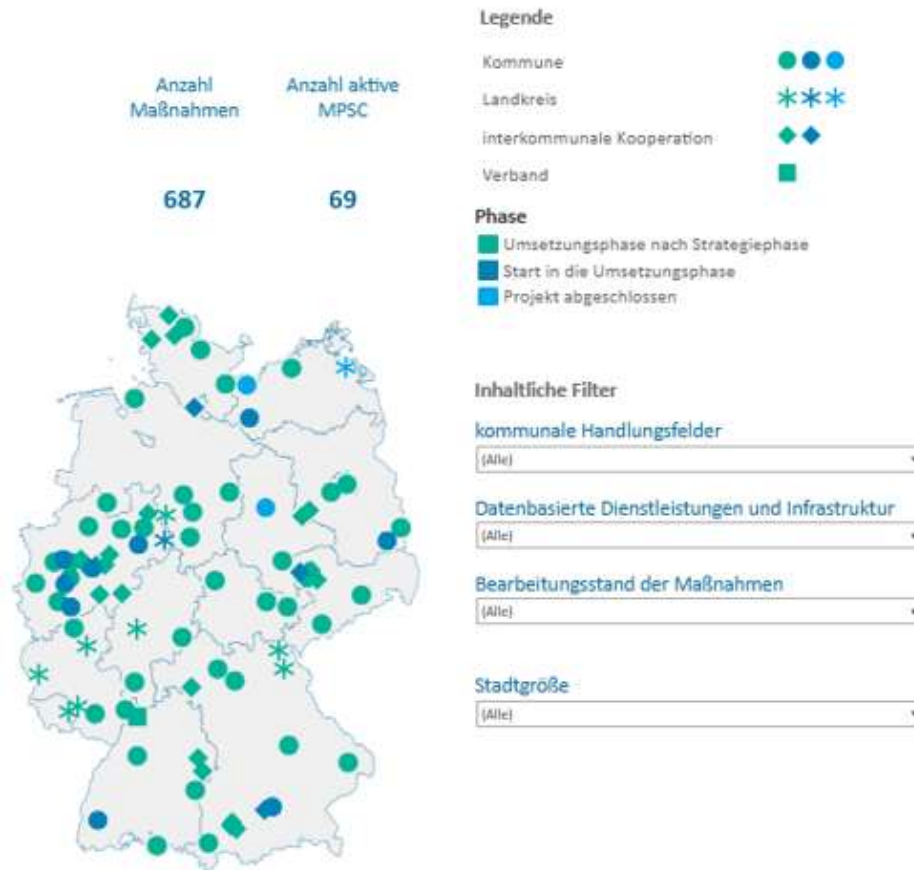 Legende
Kommune
Landkreis
interkommunale Kooperation
Verband
Anzahl
Maßnahmen
Anzahl aktive
MPSC
687
69
Phase
Umsetzungsphase nach Strategiephase
Start in die Umsetzungsphase
Projekt abgeschlossen
Inhaltliche Filter
kommunale Handlungsfelder
(Alle)
Datenbasierte Dienstleistungen und Infrastruktur
(Alle)
Bearbeitungsstand der Maßnahmen
(Alle)
Stadtgröße
(Alle)